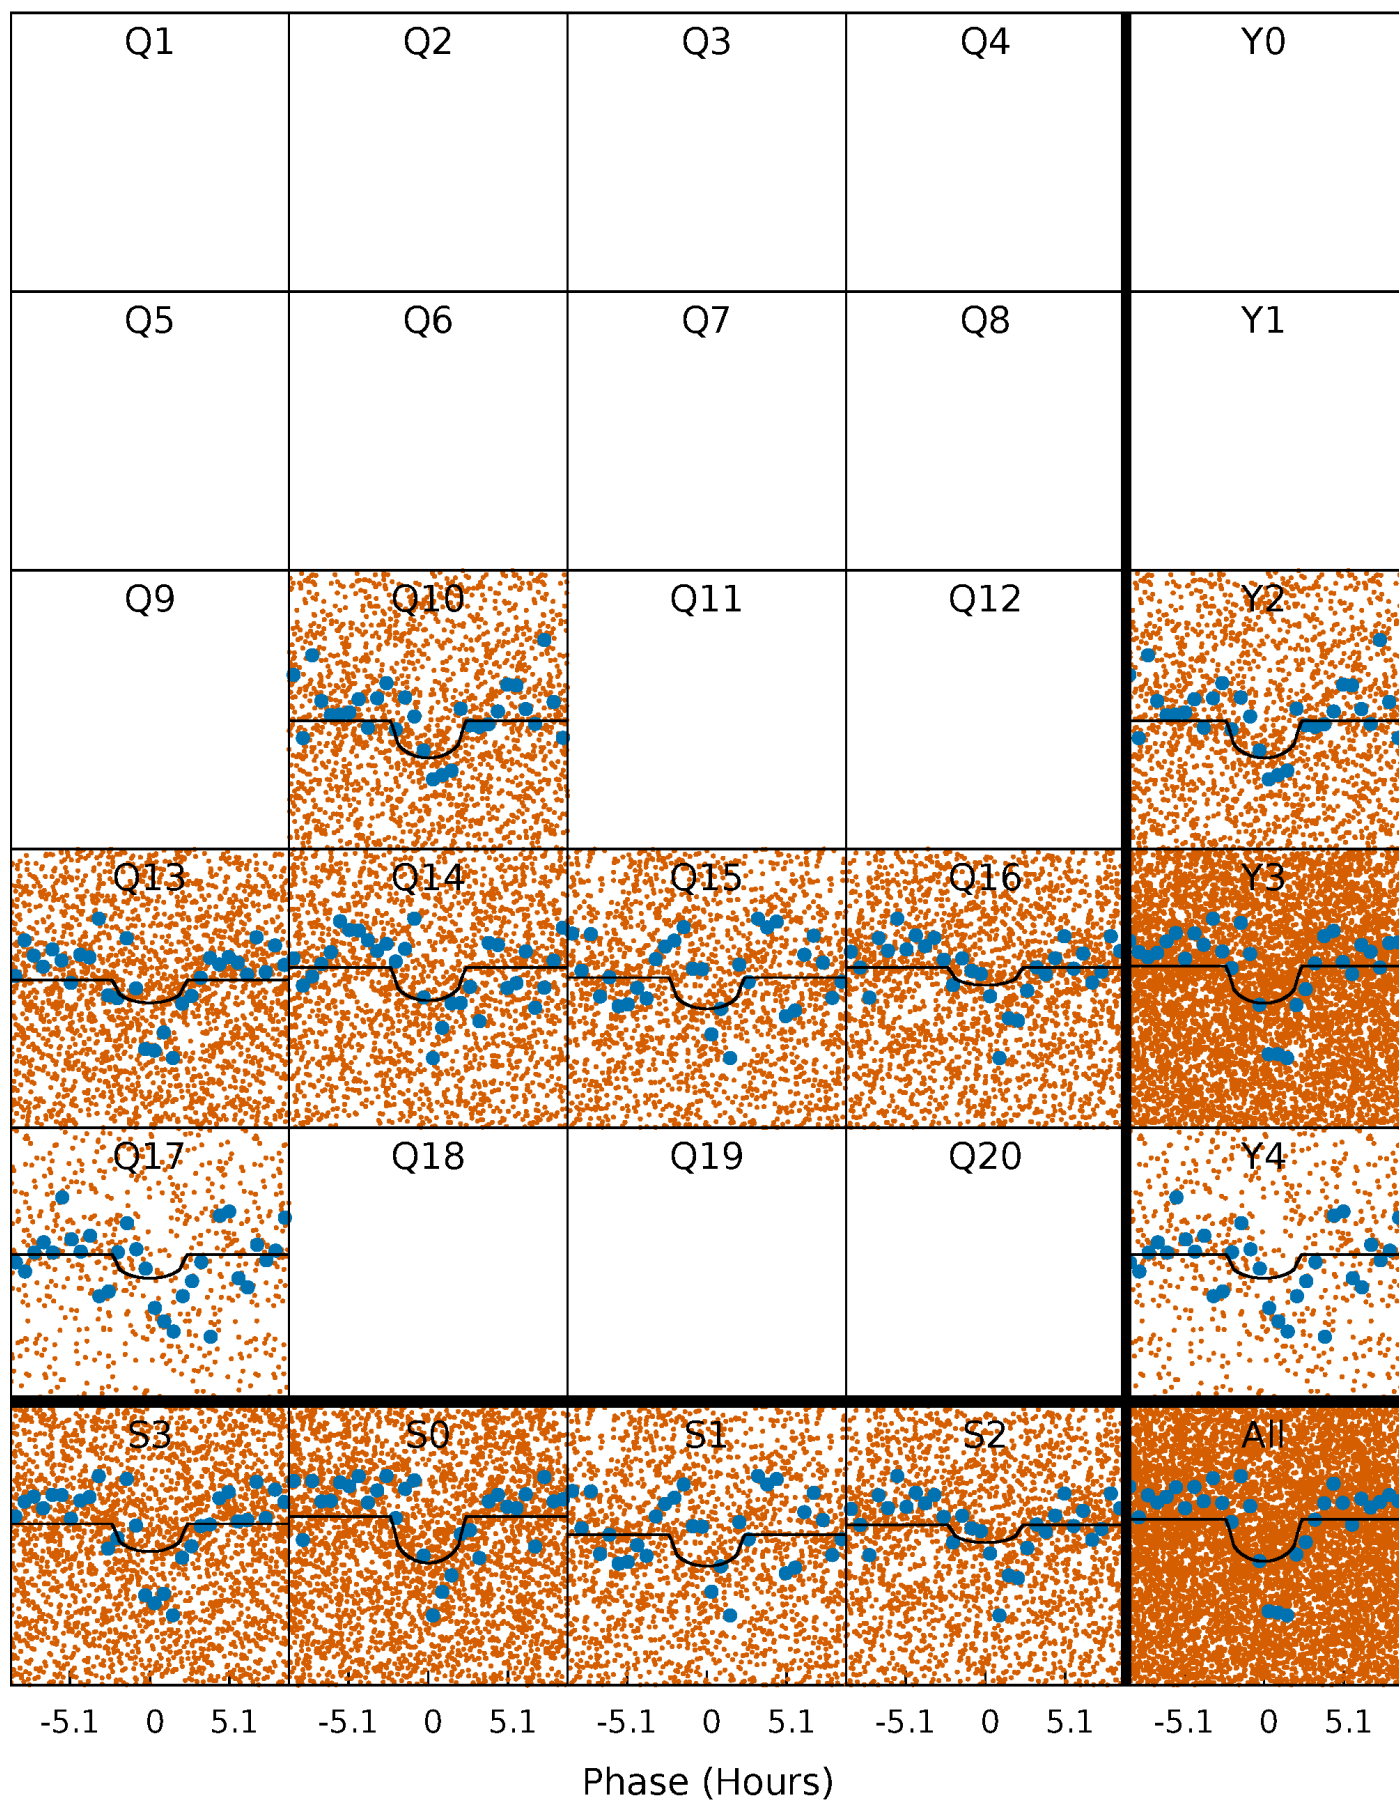 Q1 Q2 Q3 Q4 Y0
Q5 Q6 Q7 Q8 Y1
Q9 Q10 Q11 Q12 Y2
Q13 Q14 Q15 Q16 Y3
Q17 Q18 Q19 Q20 Y4
S3 S0 S1 S2 All
-5.1 0 5.1 -5.1 0 5.1 -5.1 0 5.1 -5.1 0 5.1 -5.1 0 5.1
Phase (Hours)